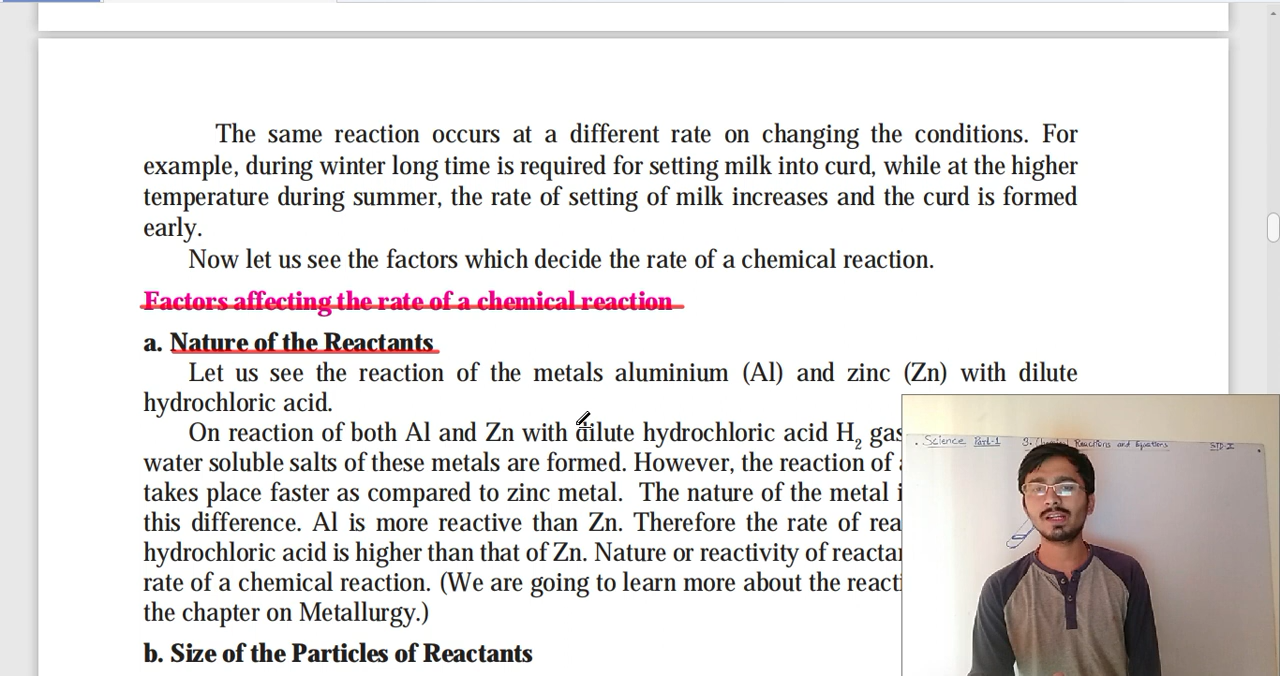 The same reaction occurs at a different rate on changing the conditions. For
example, during winter long time is required for setting milk into curd, while at the higher
temperature during summer, the rate of setting of milk increases and the curd is formed
early.
Now let us see the factors which decide the rate of a chemical reaction.
Factors affecting the rate of a chemical reaction
a. Nature of the Reactants
Let us see the reaction of the metals aluminium (Al) and zinc (Zn) with dilute
hydrochloric acid.
On reaction of both Al and Zn with dilute hydrochloric acid H₂ gas
water soluble salts of these metals are formed. However, the reaction of
takes place faster as compared to zinc metal. The nature of the metal
this difference. Al is more reactive than Zn. Therefore the rate of
hydrochloric acid is higher than that of Zn. Nature or reactivity of
rate of a chemical reaction. (We are going to learn more about the
the chapter on Metallurgy.)
b. Size of the Particles of Reactants
Science Part-1 3. Reactions and Equations STD-X